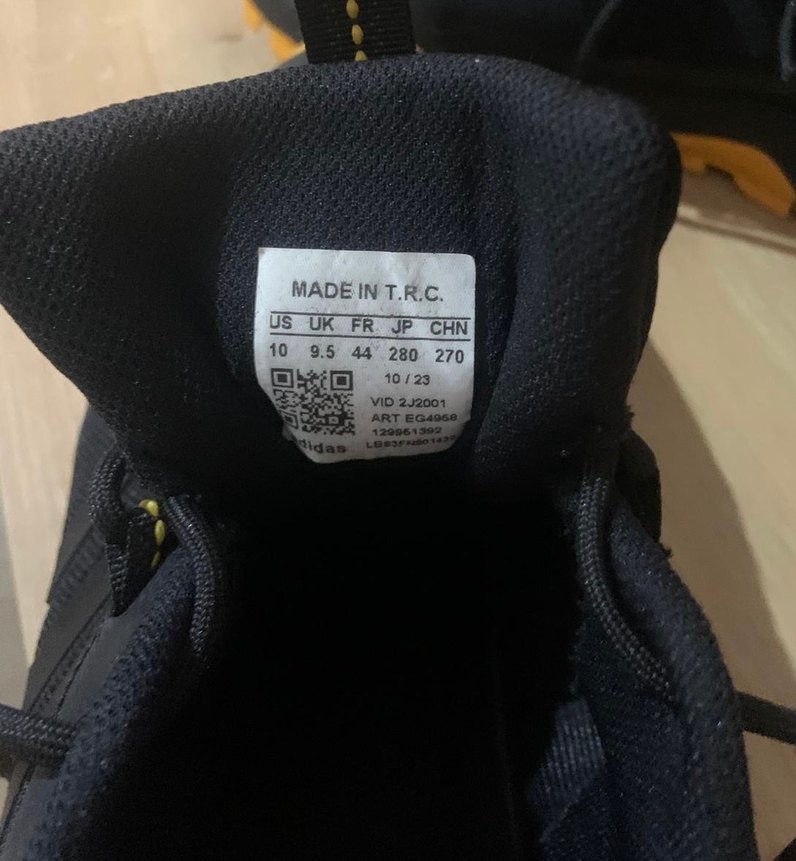 MADE IN T.R.C.
US UK FR JP CHN
10 9.5 44 280 270
10 / 23
VID 2J2001
ART EG4958
129951392
didas